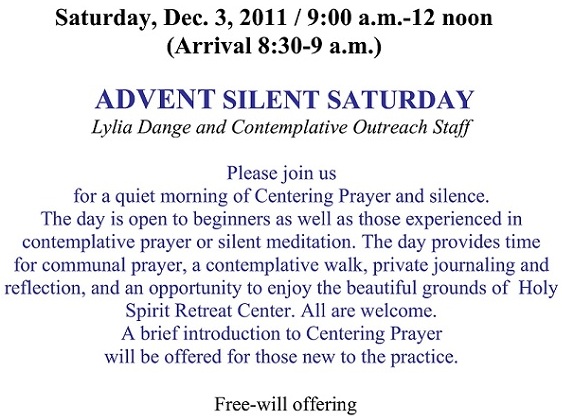 Saturday, Dec. 3, 2011 / 9:00 a.m.-12 noon
(Arrival 8:30-9 a.m.)
ADVENT SILENT SATURDAY
Lylia Dange and Contemplative Outreach Staff
Please join us
for a quiet morning of Centering Prayer and silence.
The day is open to beginners as well as those experienced in
contemplative prayer or silent meditation. The day provides time
for communal prayer, a contemplative walk, private journaling and
reflection, and an opportunity to enjoy the beautiful grounds of Holy
Spirit Retreat Center. All are welcome.
A brief introduction to Centering Prayer
will be offered for those new to the practice.
Free-will offering